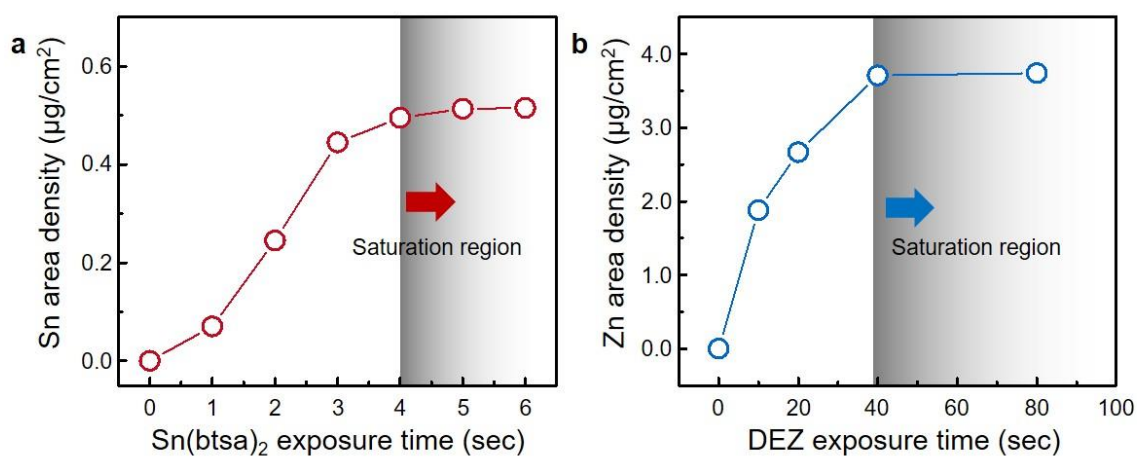 a
Sn area density (µg/cm²)
0.6
0.4
0.2
0.0
Saturation region
0 1 2 3 4 5 6
Sn(btsa)₂ exposure time (sec)
b
Zn area density (µg/cm²)
4.0
3.0
2.0
1.0
0.0
Saturation region
0 20 40 60 80 100
DEZ exposure time (sec)